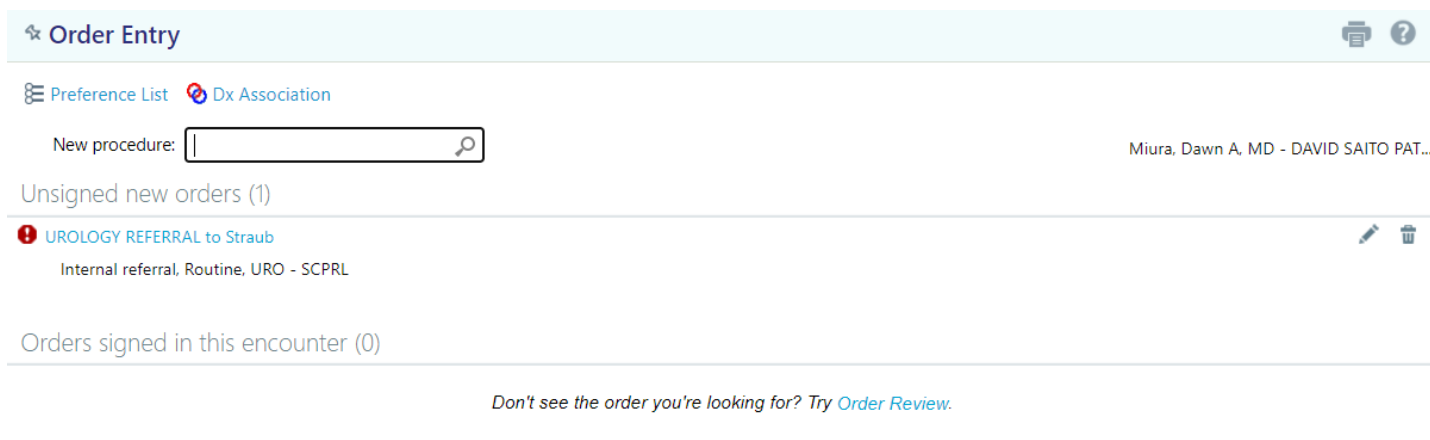 Order Entry
Preference List Dx Association
New procedure:
Miura, Dawn A, MD - DAVID SAITO PAT...
Unsigned new orders (1)
UROLOGY REFERRAL to Straub
Internal referral, Routine, URO - SCPRL
Orders signed in this encounter (0)
Don't see the order you're looking for? Try Order Review.